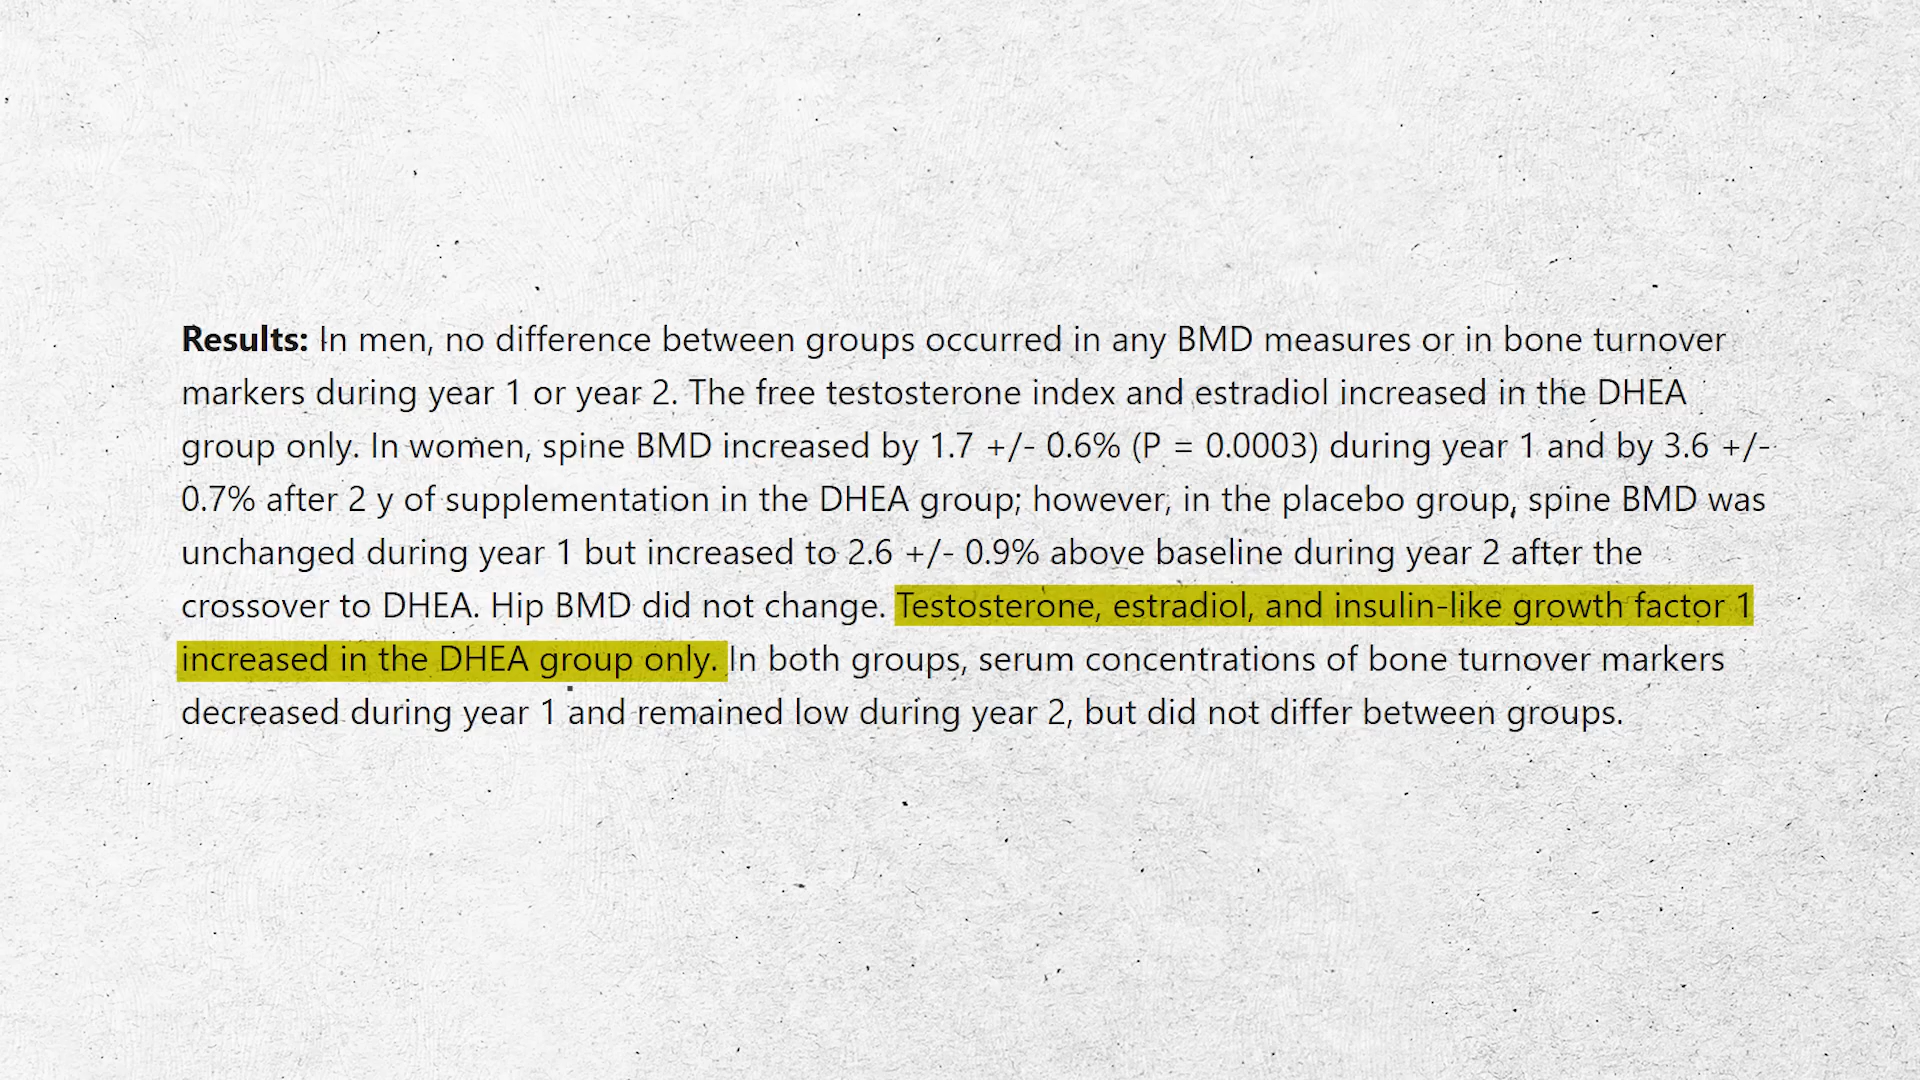 Results: In men, no difference between groups occurred in any BMD measures or in bone turnover
markers during year 1 or year 2. The free testosterone index and estradiol increased in the DHEA
group only. In women, spine BMD increased by 1.7 +/- 0.6% (P = 0.0003) during year 1 and by 3.6 +/-
0.7% after 2 y of supplementation in the DHEA group; however, in the placebo group, spine BMD was
unchanged during year 1 but increased to 2.6 +/- 0.9% above baseline during year 2 after the
crossover to DHEA. Hip BMD did not change. Testosterone, estradiol, and insulin-like growth factor 1
increased in the DHEA group only. In both groups, serum concentrations of bone turnover markers
decreased during year 1 and remained low during year 2, but did not differ between groups.